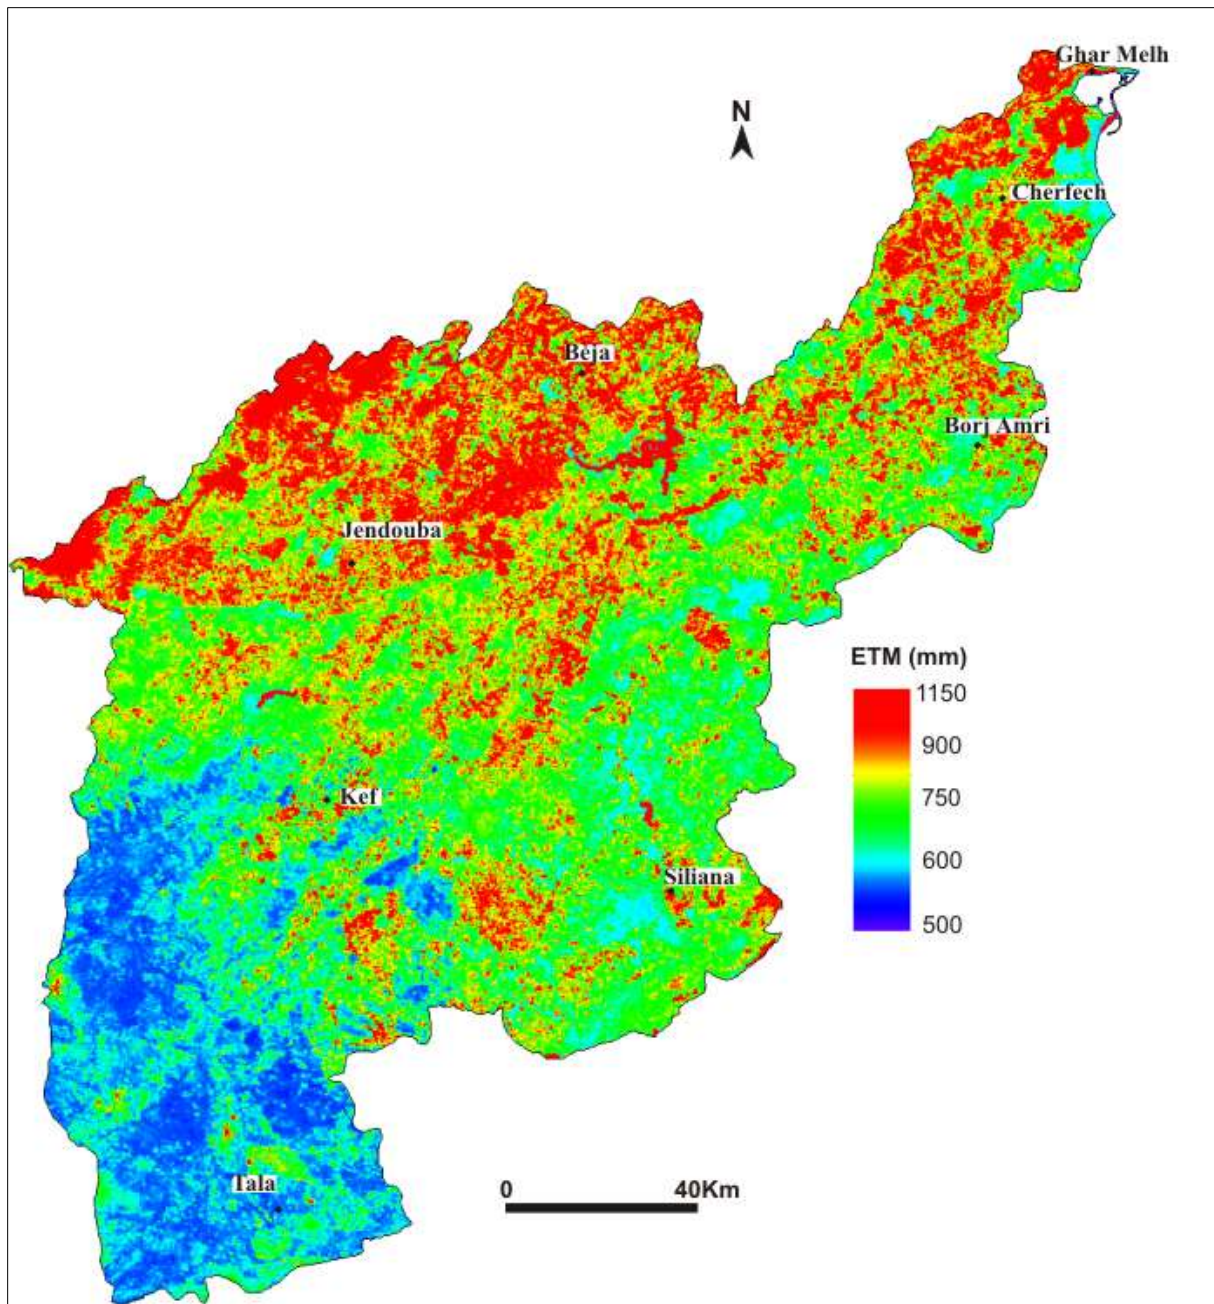 Ghar Melh
N
Cherfech
Beja
Borj Amri
Jendouba
ETM (mm)
1150
900
750
600
500
Kef
Siliana
Tala
0 40Km